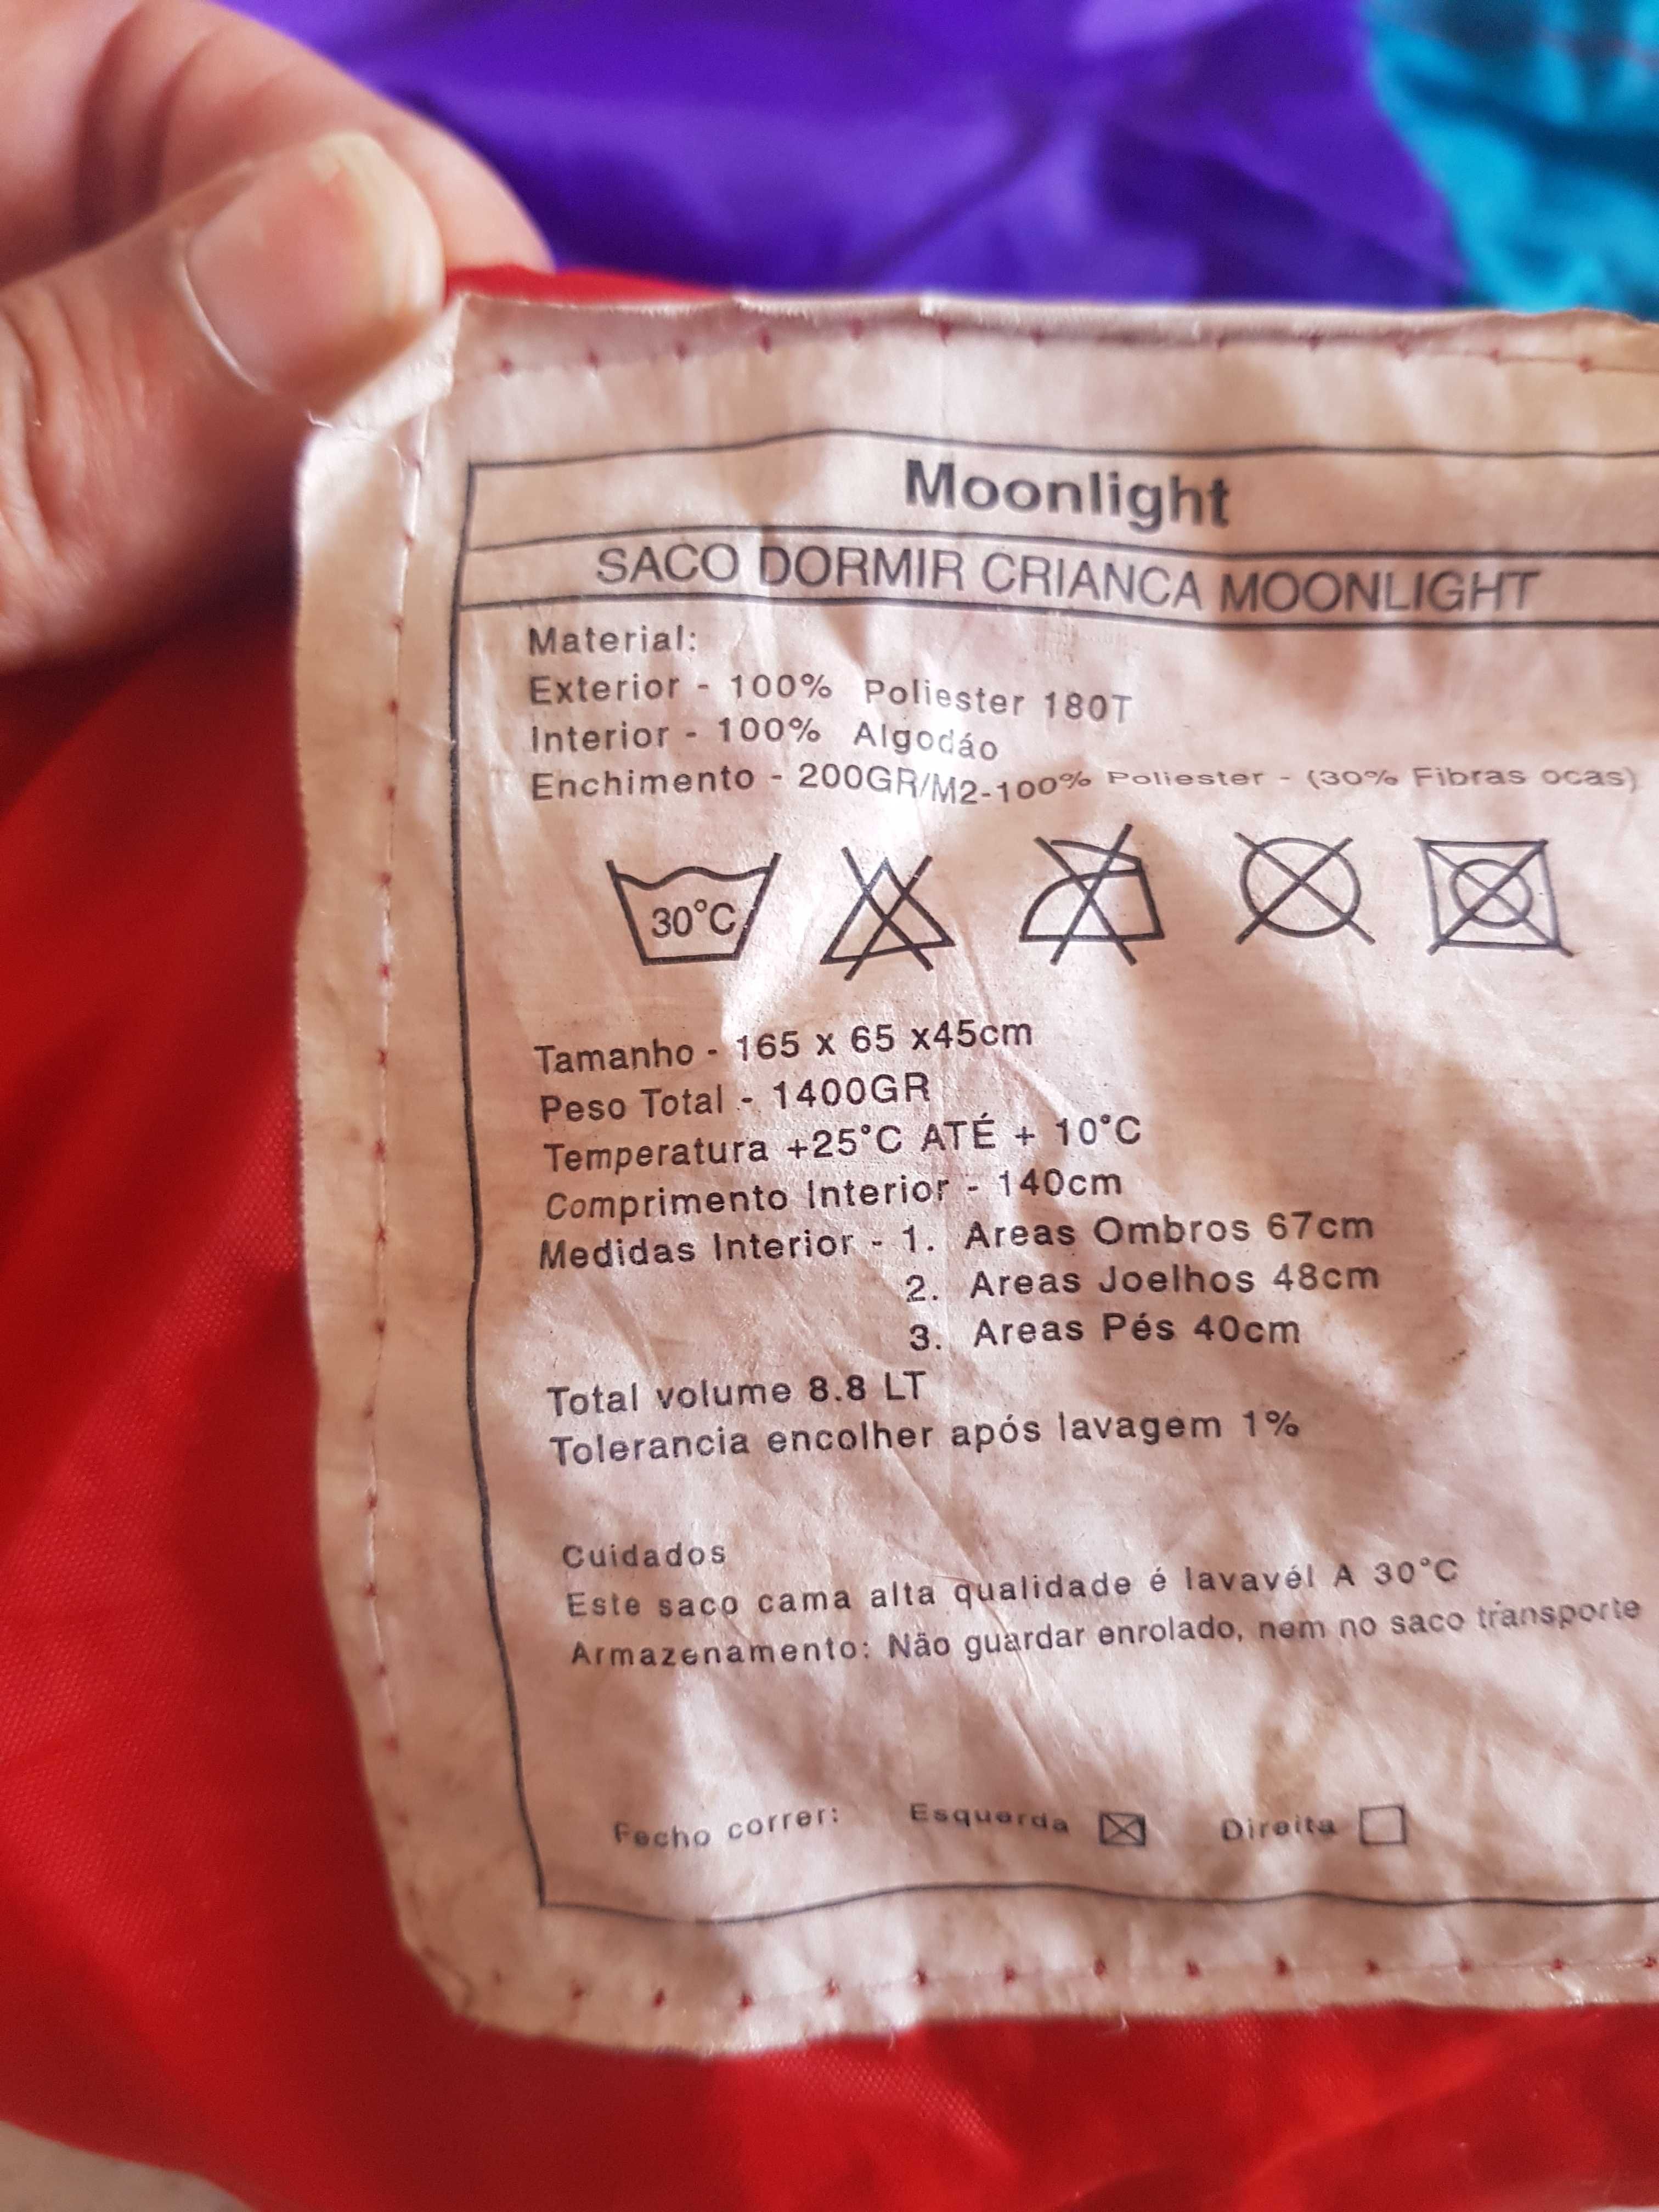 Moonlight
SACO DORMIR CRIANCA MOONLIGHT
Material:
Exterior - 100% Poliester 180T
Interior - 100% Algodáo
Enchimento - 200GR/M2-100% Poliester - (30% Fibras ocas)
30°C
Tamanho - 165 x 65 x45cm
Peso Total - 1400GR
Temperatura +25°C ATÉ + 10°C
Comprimento Interior - 140cm
Medidas Interior - 1. Areas Ombros 67cm
2. Areas Joelhos 48cm
3. Areas Pés 40cm
Total volume 8.8 LT
Tolerancia encolher após lavagem 1%
Cuidados
Este saco cama alta qualidade é lavavél A 30°C
Armazenamento: Não guardar enrolado, nem no saco transporte
Fecho correr: Esquerda ☒ Direita ☐